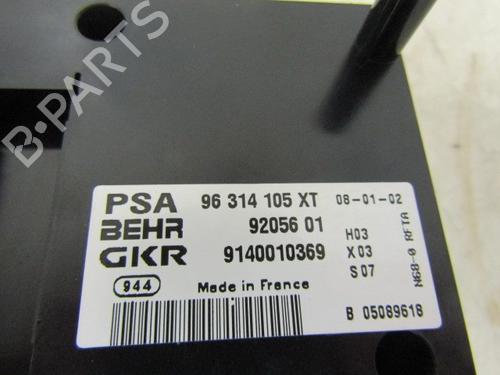 B-PARTS
PSA 96 314 105 XT 08-01-02
BEHR 92056 01 H03
GKR 9140010369 X03
S07
944 Made in France
B 05089618
N68-0 RFTA